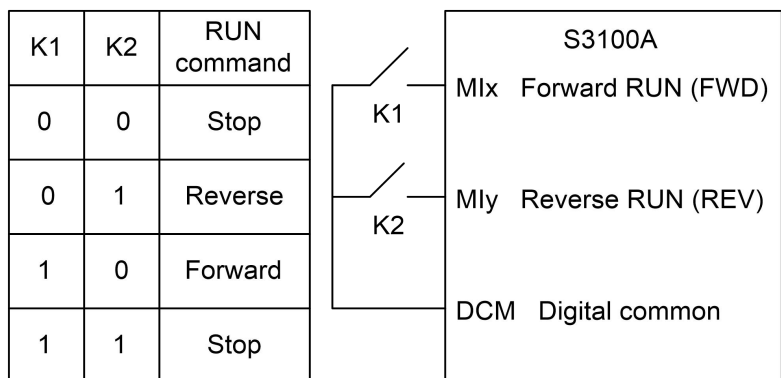 K1 K2 RUN command
0 0 Stop
0 1 Reverse
1 0 Forward
1 1 Stop
S3100A
K1
MIx Forward RUN (FWD)
K2
MIy Reverse RUN (REV)
DCM Digital common